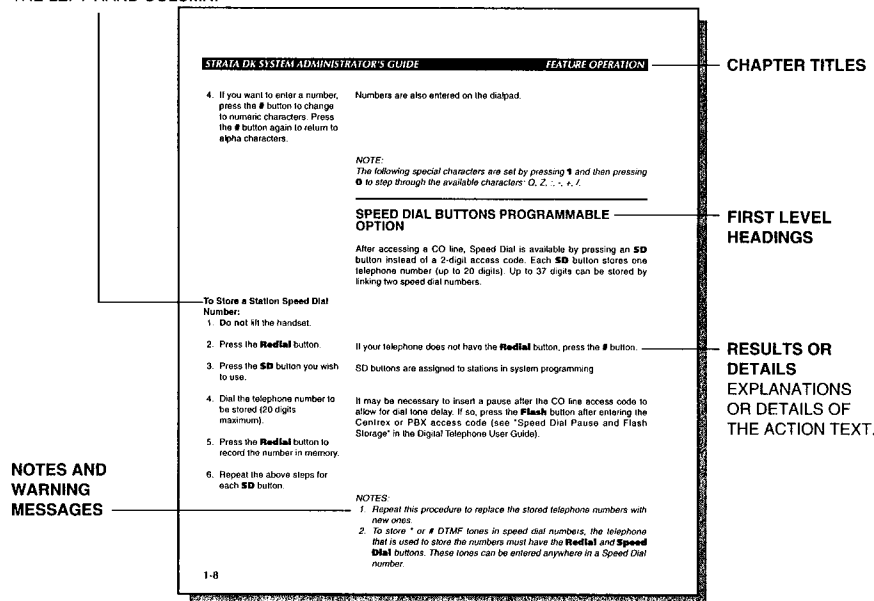 STRATA DK SYSTEM ADMINISTRATOR'S GUIDE FEATURE OPERATION
CHAPTER TITLES
4. If you want to enter a number,
press the # button to change
to numeric characters. Press
the # button again to return to
alpha characters.
Numbers are also entered on the dialpad.
NOTE:
The following special characters are set by pressing 1 and then pressing
0 to step through the available characters: Q, Z, :, -, +, /.
SPEED DIAL BUTTONS PROGRAMMABLE
OPTION
FIRST LEVEL
HEADINGS
After accessing a CO line, Speed Dial is available by pressing an SD
button instead of a 2-digit access code. Each SD button stores one
telephone number (up to 20 digits). Up to 37 digits can be stored by
linking two speed dial numbers.
To Store a Station Speed Dial
Number:
1. Do not lift the handset.
2. Press the Redial button.
If your telephone does not have the Redial button, press the # button.
3. Press the SD button you wish
to use.
SD buttons are assigned to stations in system programming
4. Dial the telephone number to
be stored (20 digits
maximum).
It may be necessary to insert a pause after the CO line access code to
allow for dial tone delay. If so, press the Flash button after entering the
Centrex or PBX access code (see "Speed Dial Pause and Flash
Storage" in the Digital Telephone User Guide).
5. Press the Redial button to
record the number in memory.
6. Repeat the above steps for
each SD button.
RESULTS OR
DETAILS
EXPLANATIONS
OR DETAILS OF
THE ACTION TEXT.
NOTES AND
WARNING
MESSAGES
NOTES:
1. Repeat this procedure to replace the stored telephone numbers with
new ones.
2. To store * or # DTMF tones in speed dial numbers, the telephone
that is used to store the numbers must have the Redial and Speed
Dial buttons. These tones can be entered anywhere in a Speed Dial
number.
1-8